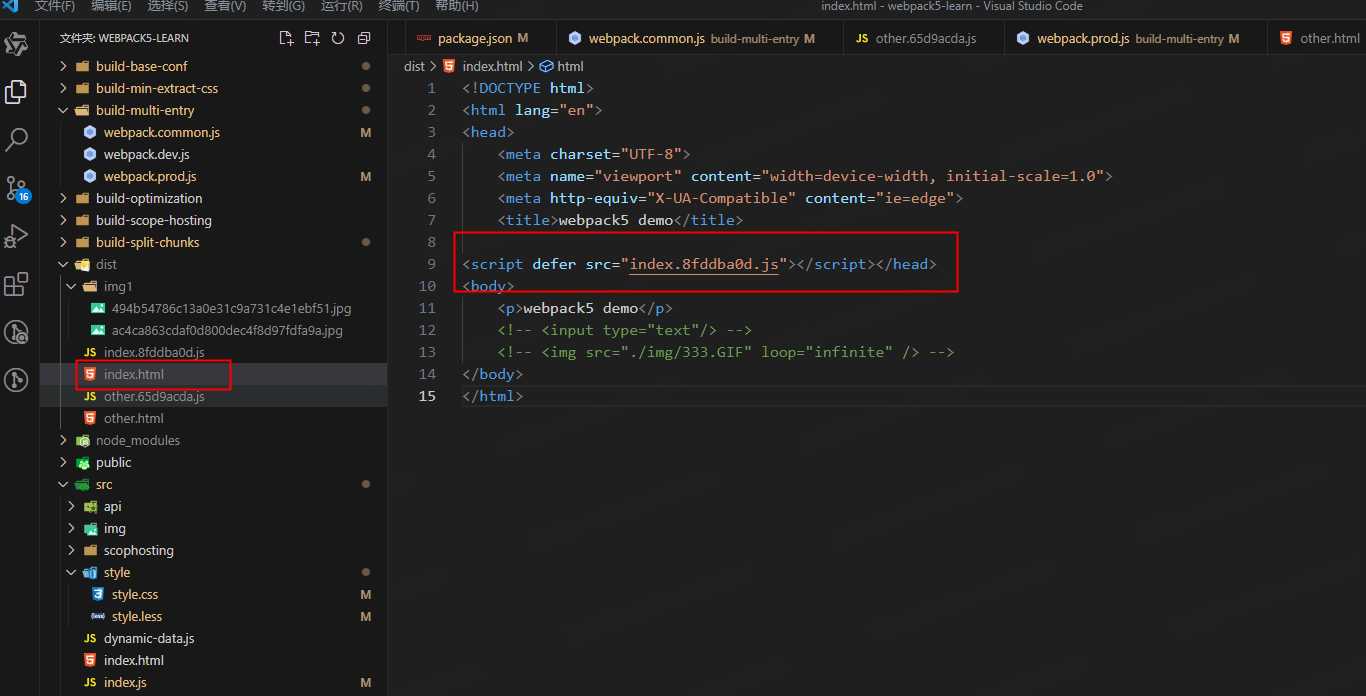 文件(F) 编辑(E) 选择(S) 查看(V) 转到(G) 运行(R) 终端(T) 帮助(H) index.html - webpack5-learn - Visual Studio Code
文件夹: WEBPACK5-LEARN
build-base-conf
build-min-extract-css
build-multi-entry
webpack.common.js M
webpack.dev.js
webpack.prod.js M
build-optimization
build-scope-hosting
build-split-chunks
dist
img1
494b54786c13a0e31c9a731c4e1ebf51.jpg
ac4ca863cdaf0d800dec4f8d97fdfa9a.jpg
JS index.8fddba0d.js
index.html
JS other.65d9acda.js
other.html
node_modules
public
src
api
img
scophosting
style
style.css M
style.less M
JS dynamic-data.js
index.html
JS index.js M
16
package.json M webpack.common.js build-multi-entry M JS other.65d9acda.js webpack.prod.js build-multi-entry M other.html
dist > index.html > html
1 <!DOCTYPE html>
2 <html lang="en">
3 <head>
4 <meta charset="UTF-8">
5 <meta name="viewport" content="width=device-width, initial-scale=1.0">
6 <meta http-equiv="X-UA-Compatible" content="ie=edge">
7 <title>webpack5 demo</title>
8
9 <script defer src="index.8fddba0d.js"></script></head>
10 <body>
11 <p>webpack5 demo</p>
12 <!-- <input type="text"/> -->
13 <!-- <img src="./img/333.GIF" loop="infinite" /> -->
14 </body>
15 </html>